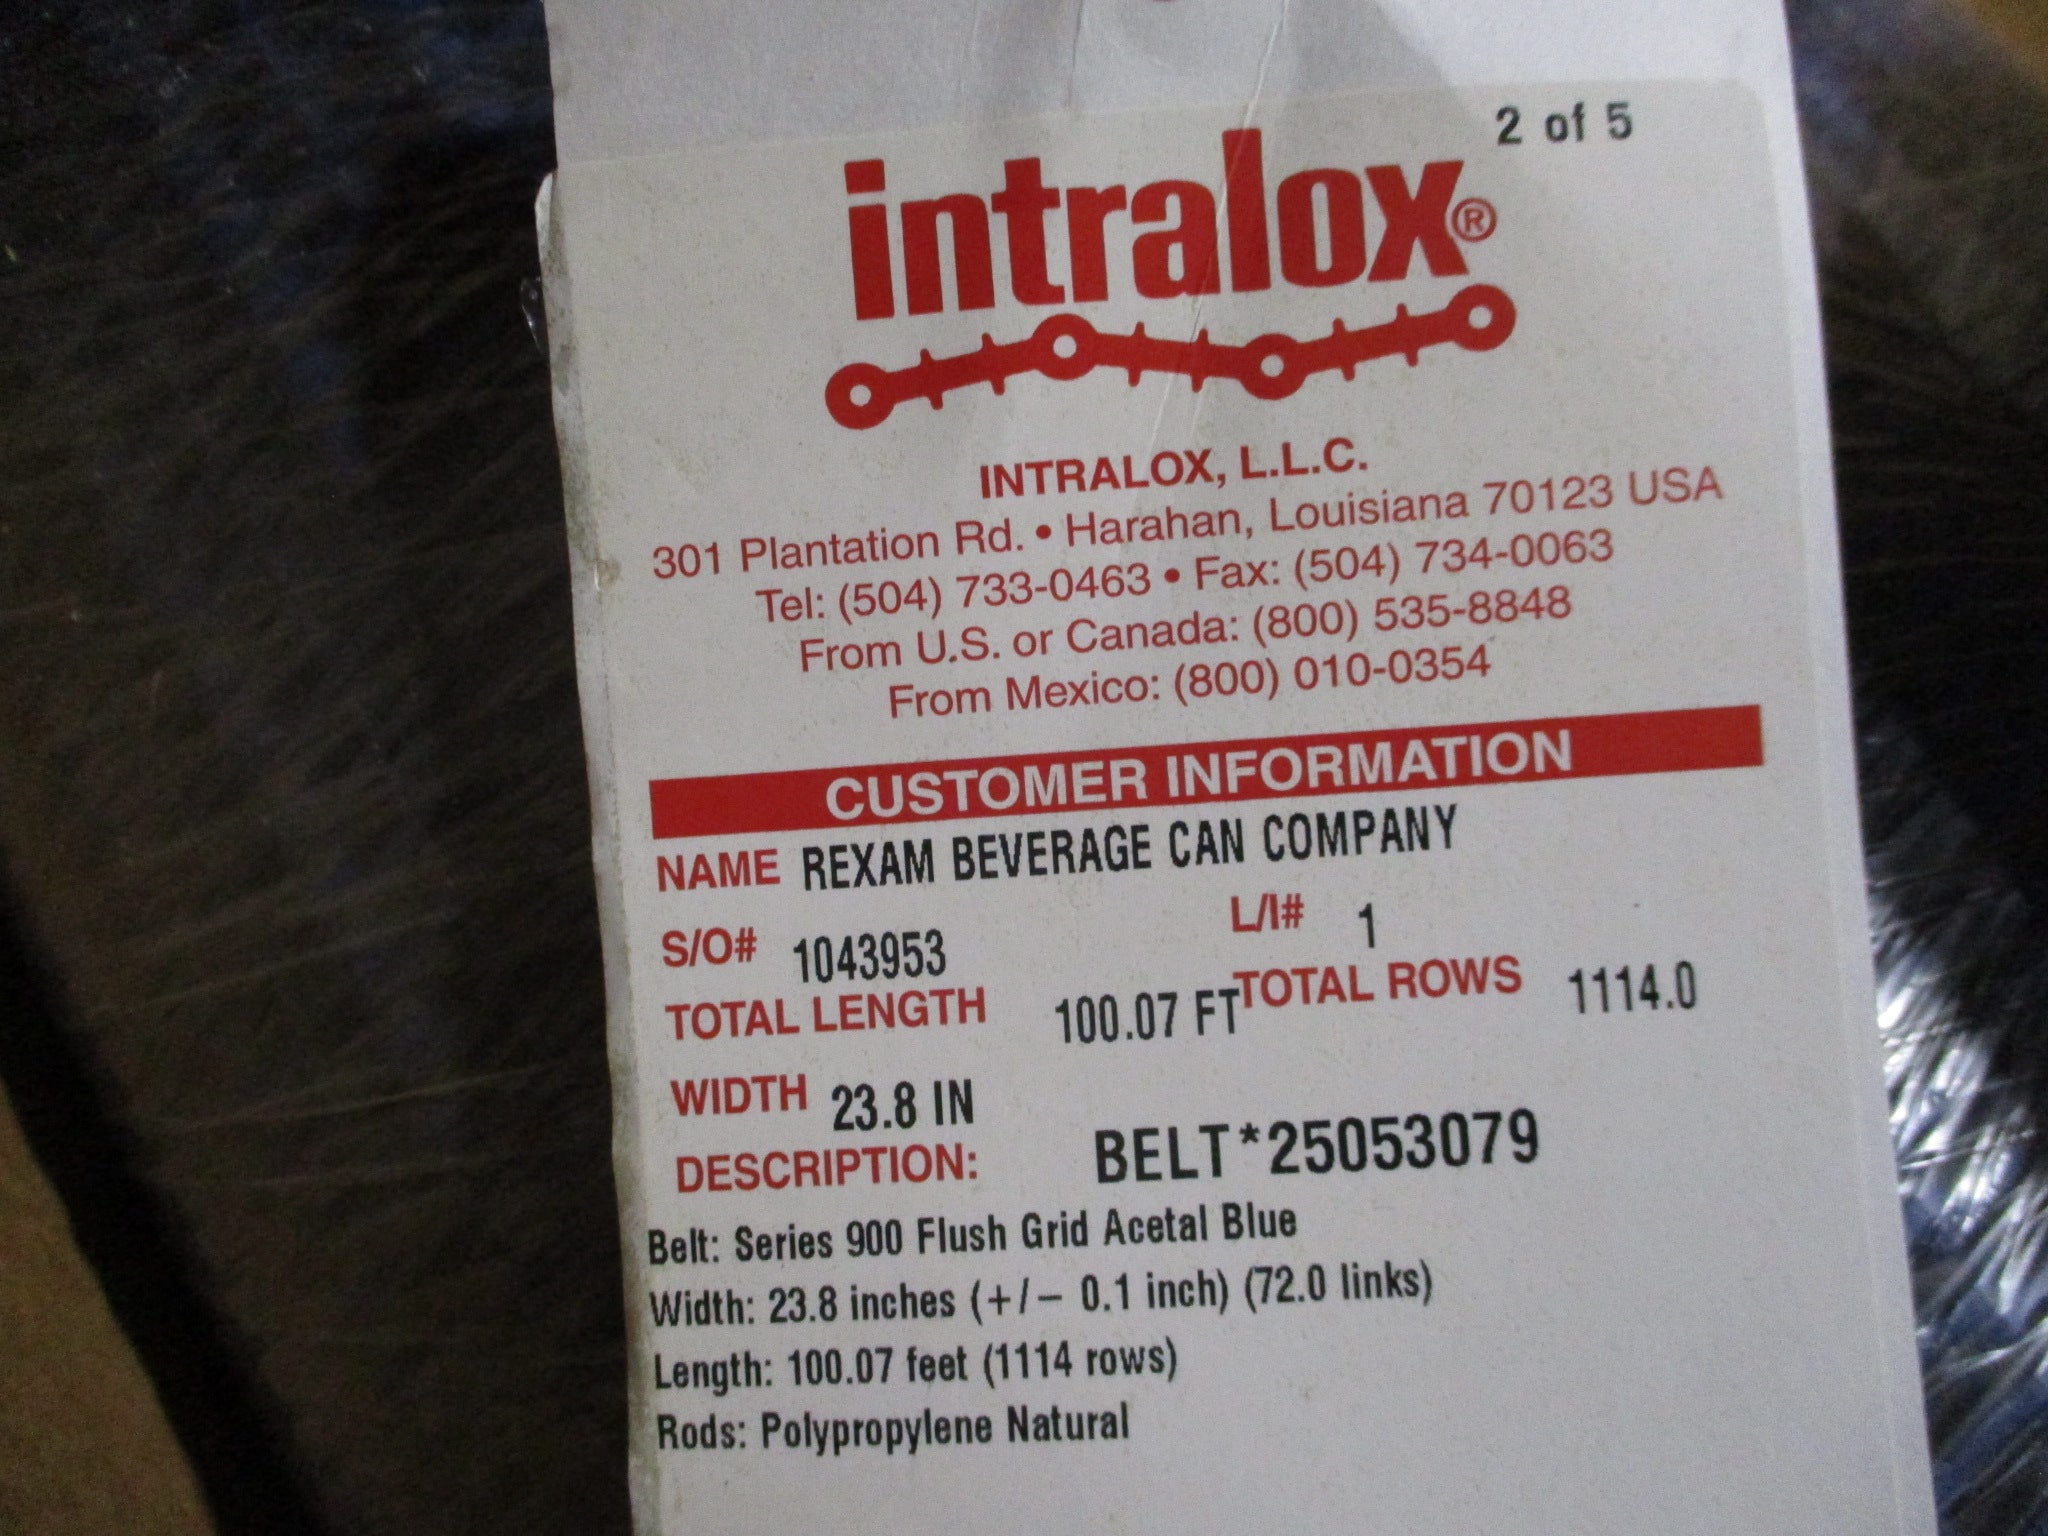 2 of 5
intralox®
INTRALOX, L.L.C.
301 Plantation Rd. • Harahan, Louisiana 70123 USA
Tel: (504) 733-0463 • Fax: (504) 734-0063
From U.S. or Canada: (800) 535-8848
From Mexico: (800) 010-0354
CUSTOMER INFORMATION
NAME REXAM BEVERAGE CAN COMPANY
S/O# 1043953 L/I# 1
TOTAL LENGTH 100.07 FT TOTAL ROWS 1114.0
WIDTH 23.8 IN
DESCRIPTION: BELT*25053079
Belt: Series 900 Flush Grid Acetal Blue
Width: 23.8 inches (+/− 0.1 inch) (72.0 links)
Length: 100.07 feet (1114 rows)
Rods: Polypropylene Natural